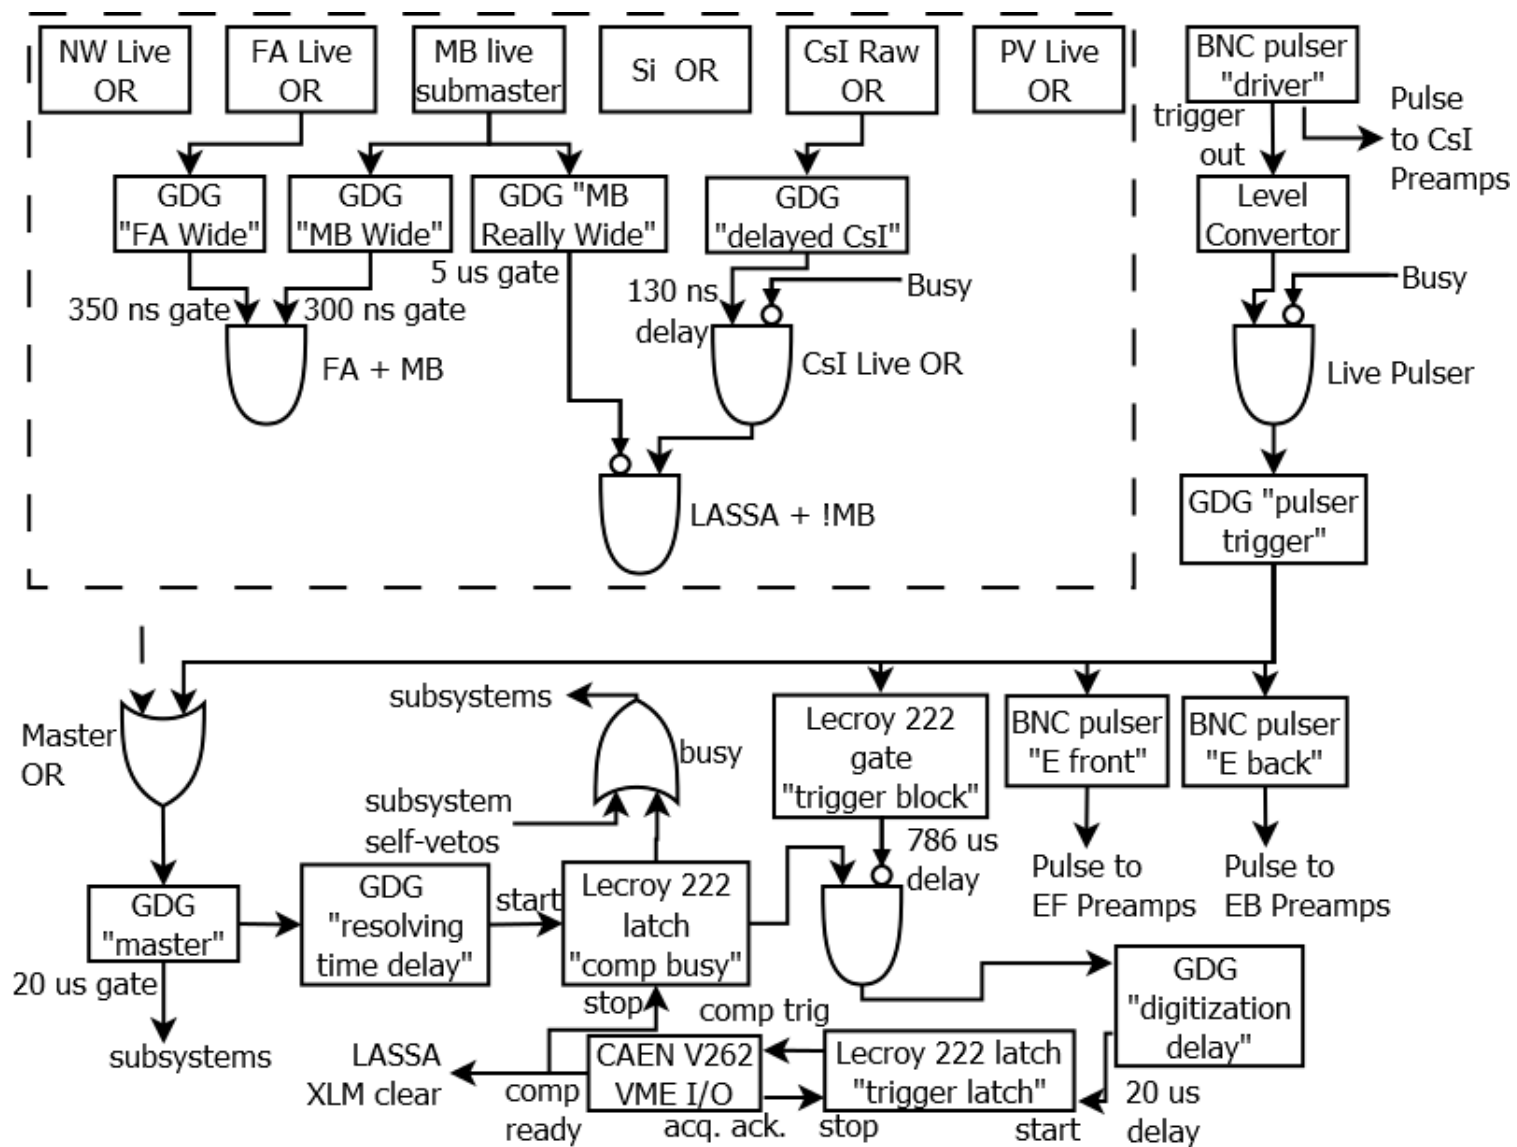 NW Live
OR
FA Live
OR
MB live
submaster
Si OR
CsI Raw
OR
PV Live
OR
BNC pulser
"driver"
trigger
out
Pulse
to CsI
Preamps
GDG
"FA Wide"
GDG
"MB Wide"
GDG "MB
Really Wide"
GDG
"delayed CsI"
Level
Convertor
350 ns gate
300 ns gate
5 us gate
130 ns
delay
Busy
Busy
FA + MB
CsI Live OR
Live Pulser
LASSA + !MB
GDG "pulser
trigger"
Master
OR
subsystems
busy
subsystem
self-vetos
Lecroy 222
gate
"trigger block"
BNC pulser
"E front"
BNC pulser
"E back"
786 us
delay
Pulse to
EF Preamps
Pulse to
EB Preamps
GDG
"master"
20 us gate
subsystems
GDG
"resolving
time delay"
start
Lecroy 222
latch
"comp busy"
stop
GDG
"digitization
delay"
comp trig
LASSA
XLM clear
comp
ready
CAEN V262
VME I/O
acq. ack.
Lecroy 222 latch
"trigger latch"
stop
start
20 us
delay